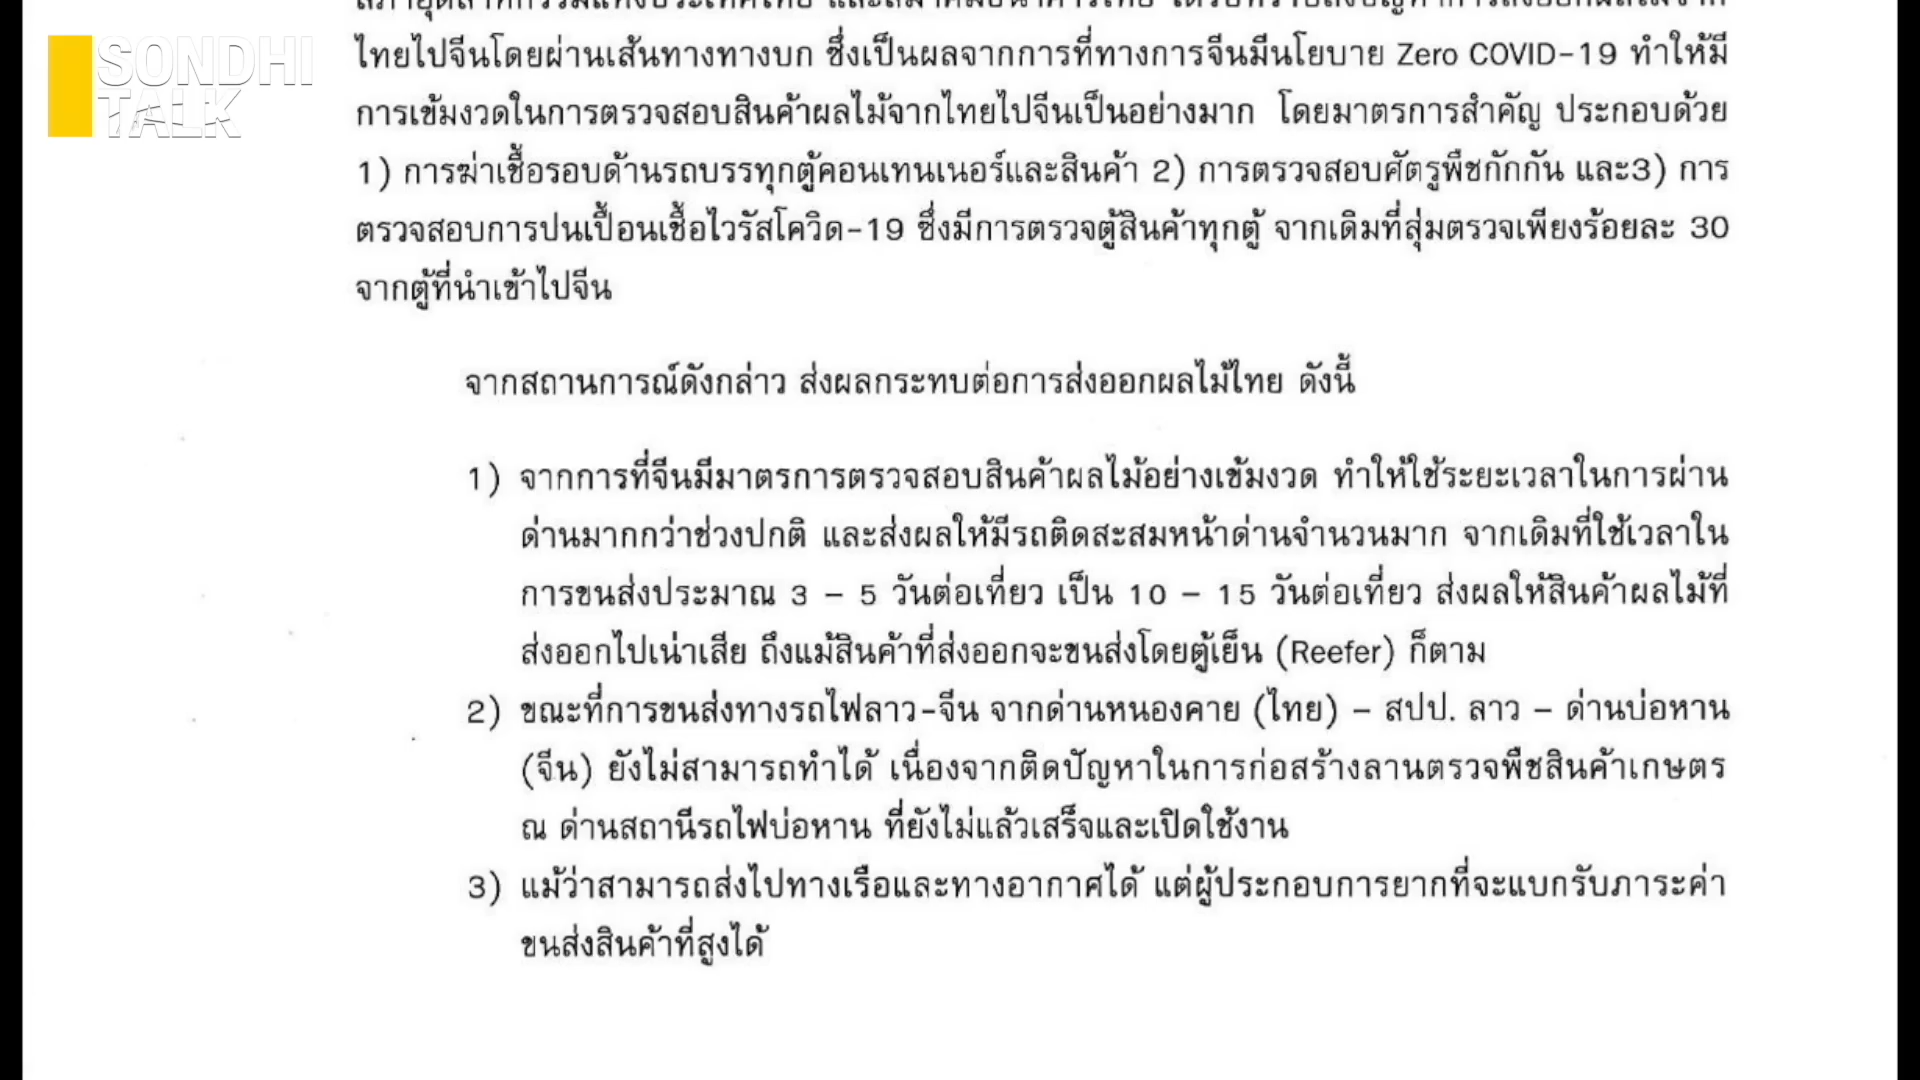 SONDHI
TALK
ไทยไปจีนโดยผ่านเส้นทางทางบก ซึ่งเป็นผลจากการที่ทางการจีนมีนโยบาย Zero COVID-19 ทำให้มี
การเข้มงวดในการตรวจสอบสินค้าผลไม้จากไทยไปจีนเป็นอย่างมาก โดยมาตรการสำคัญ ประกอบด้วย
1) การฆ่าเชื้อรอบด้านรถบรรทุกตู้คอนเทนเนอร์และสินค้า 2) การตรวจสอบศัตรูพืชกักกัน และ3) การ
ตรวจสอบการปนเปื้อนเชื้อไวรัสโควิด-19 ซึ่งมีการตรวจตู้สินค้าทุกตู้ จากเดิมที่สุ่มตรวจเพียงร้อยละ 30
จากตู้ที่นำเข้าไปจีน
จากสถานการณ์ดังกล่าว ส่งผลกระทบต่อการส่งออกผลไม้ไทย ดังนี้
1) จากการที่จีนมีมาตรการตรวจสอบสินค้าผลไม้อย่างเข้มงวด ทำให้ใช้ระยะเวลาในการผ่าน
ด่านมากกว่าช่วงปกติ และส่งผลให้มีรถติดสะสมหน้าด่านจำนวนมาก จากเดิมที่ใช้เวลาใน
การขนส่งประมาณ 3 – 5 วันต่อเที่ยว เป็น 10 – 15 วันต่อเที่ยว ส่งผลให้สินค้าผลไม้ที่
ส่งออกไปเน่าเสีย ถึงแม้สินค้าที่ส่งออกจะขนส่งโดยตู้เย็น (Reefer) ก็ตาม
2) ขณะที่การขนส่งทางรถไฟลาว-จีน จากด่านหนองคาย (ไทย) – สปป. ลาว – ด่านบ่อหาน
(จีน) ยังไม่สามารถทำได้ เนื่องจากติดปัญหาในการก่อสร้างลานตรวจพืชสินค้าเกษตร
ณ ด่านสถานีรถไฟบ่อหาน ที่ยังไม่แล้วเสร็จและเปิดใช้งาน
3) แม้ว่าสามารถส่งไปทางเรือและทางอากาศได้ แต่ผู้ประกอบการยากที่จะแบกรับภาระค่า
ขนส่งสินค้าที่สูงได้